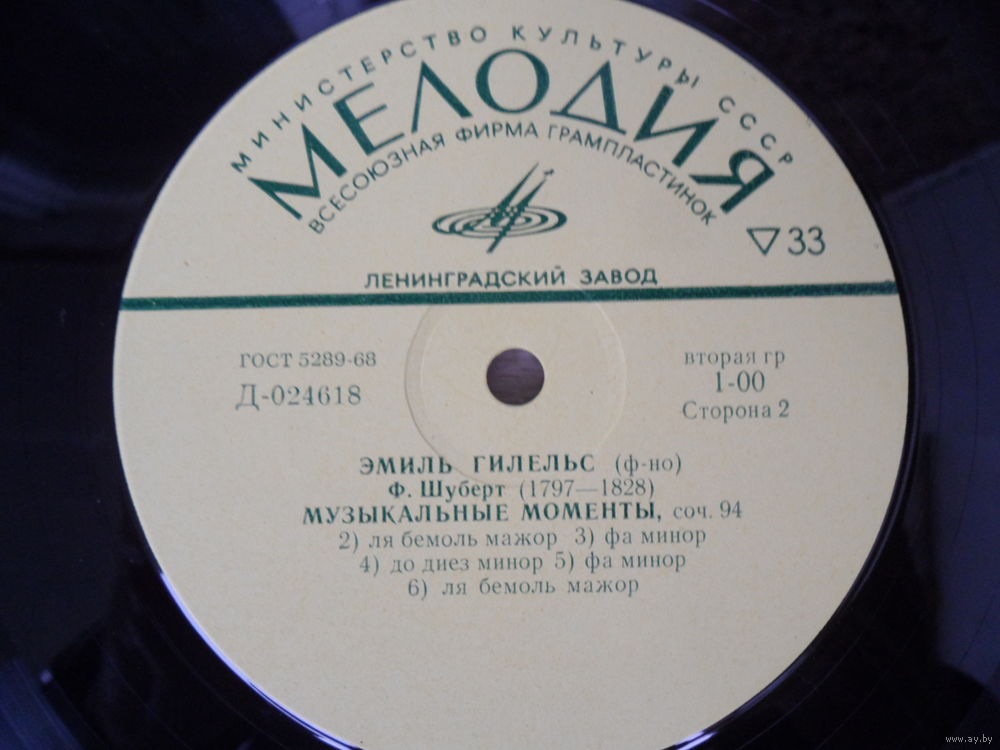 МИНИСТЕРСТВО КУЛЬТУРЫ СССР
МЕЛОДИЯ
ВСЕСОЮЗНАЯ ФИРМА ГРАМПЛАСТИНОК
▽33
ЛЕНИНГРАДСКИЙ ЗАВОД
ГОСТ 5289-68
Д-024618
вторая гр
1-00
Сторона 2
ЭМИЛЬ ГИЛЕЛЬС (ф-но)
Ф. Шуберт (1797—1828)
МУЗЫКАЛЬНЫЕ МОМЕНТЫ, соч. 94
2) ля бемоль мажор 3) фа минор
4) до диез минор 5) фа минор
6) ля бемоль мажор
www.ay.by